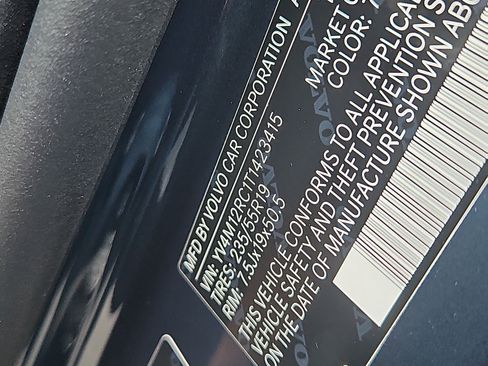 MFD BY VOLVO CAR CORPORATION
MARKET
COLOR:
VIN: YV4M12RC1T1423415
TIRES: 235/55R19
RIM: 7.5Jx19x50.5
THIS VEHICLE CONFORMS TO ALL APPLICA
VEHICLE SAFETY AND THEFT PREVENTION S
ON THE DATE OF MANUFACTURE SHOWN ABO